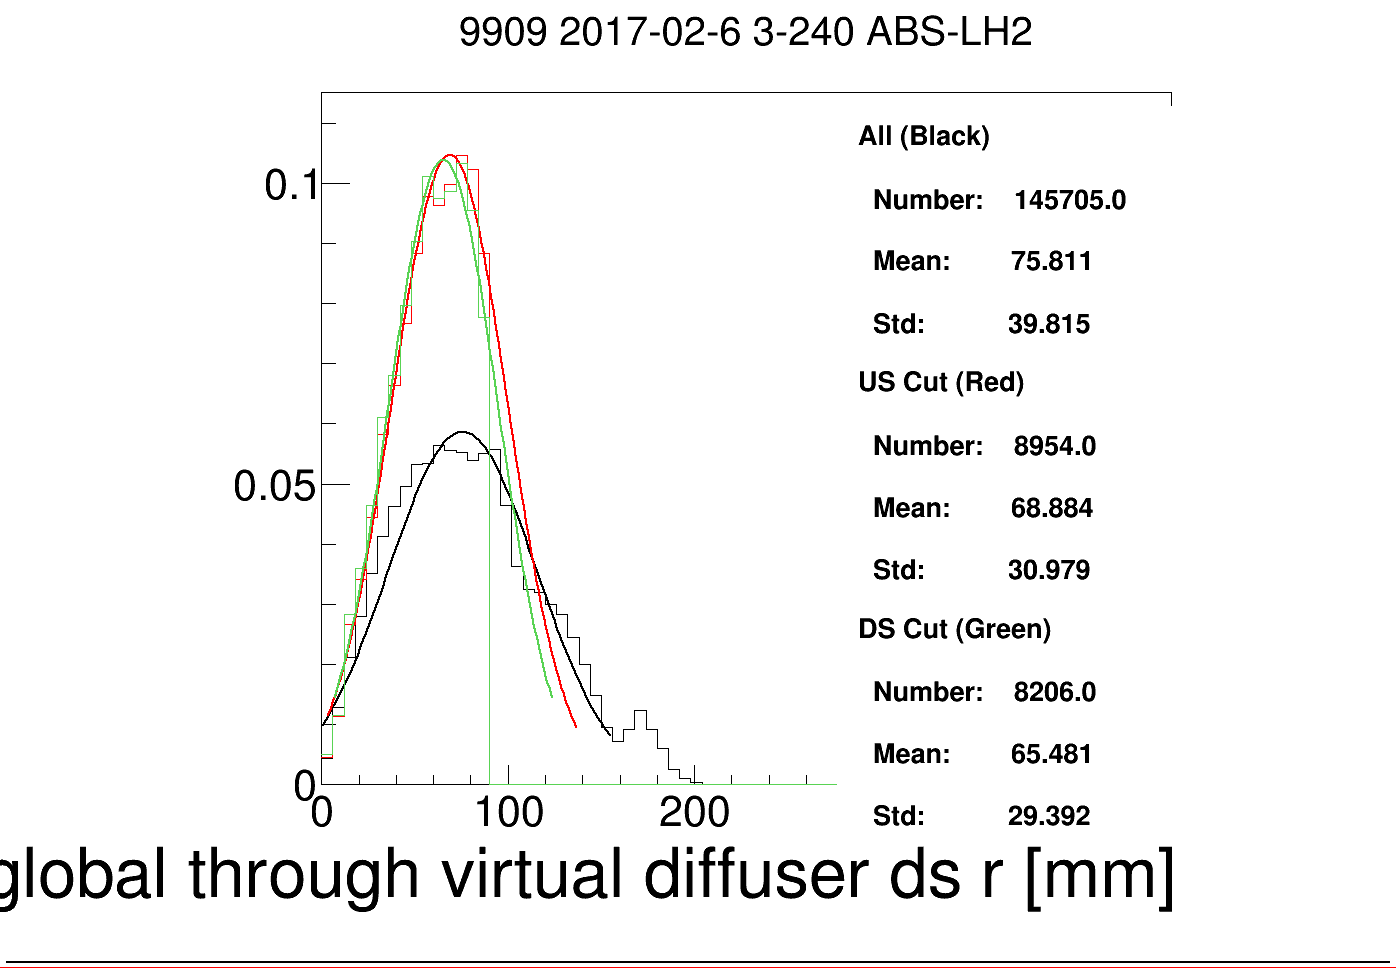 9909 2017-02-6 3-240 ABS-LH2
All (Black)
Number: 145705.0
Mean: 75.811
Std: 39.815
US Cut (Red)
Number: 8954.0
Mean: 68.884
Std: 30.979
DS Cut (Green)
Number: 8206.0
Mean: 65.481
Std: 29.392
0.1
0.05
0
0 100 200
global through virtual diffuser ds r [mm]